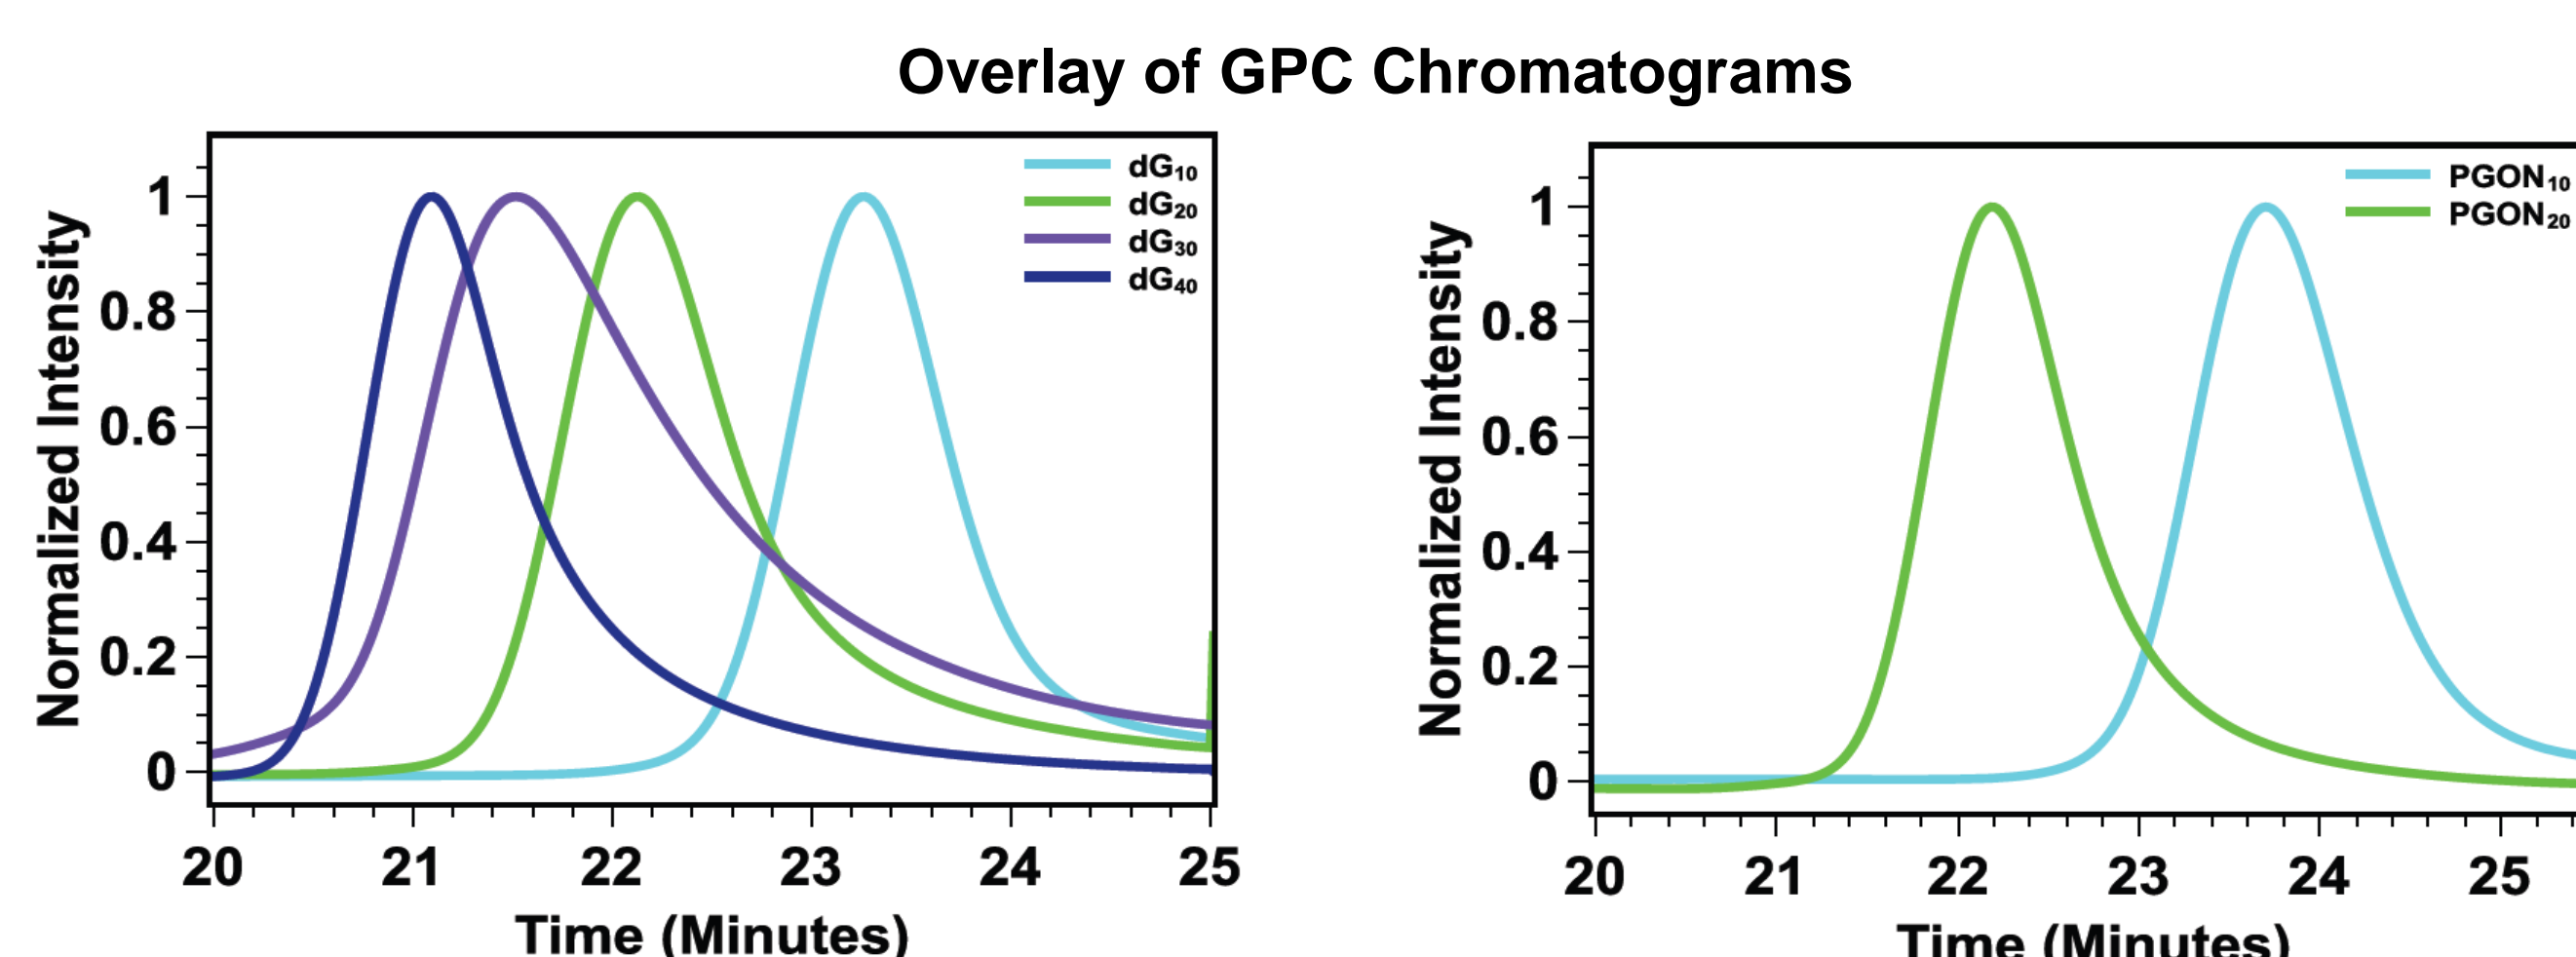 Overlay of GPC Chromatograms
Normalized Intensity
1
0.8
0.6
0.4
0.2
0
dG10
dG20
dG30
dG40
20 21 22 23 24 25
Time (Minutes)
Normalized Intensity
1
0.8
0.6
0.4
0.2
0
PGON10
PGON20
20 21 22 23 24 25
Time (Minutes)